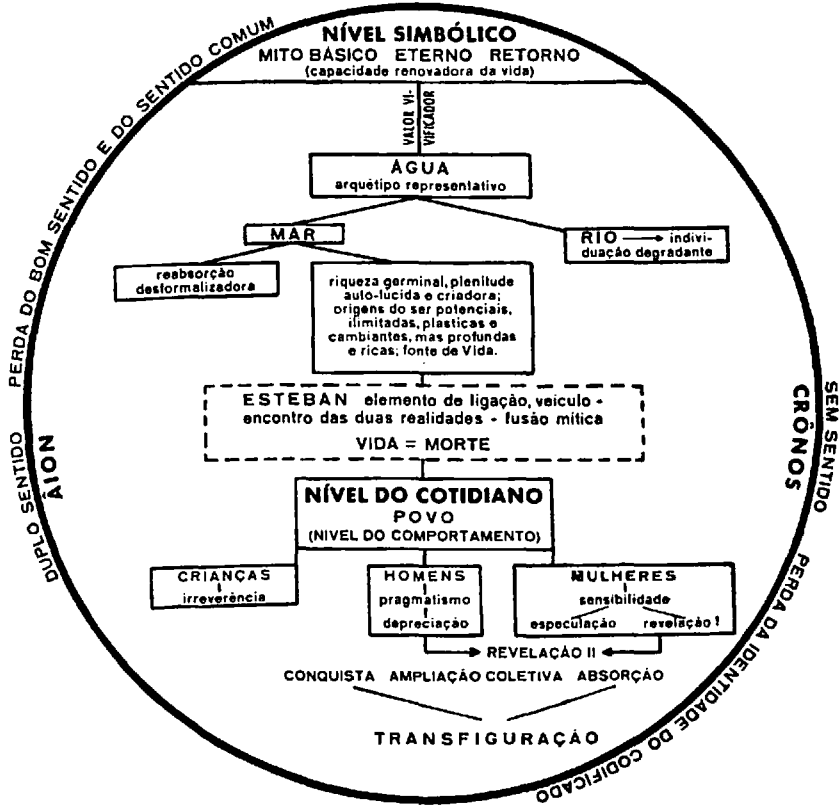 NÍVEL SIMBÓLICO
MITO BÁSICO ETERNO RETORNO
(capacidade renovadora da vida)
VALOR VI-
VIFICADOR
ÁGUA
arquétipo representativo
MAR
RIO → indivi-
duação degradante
reabsorção
desformalizadora
riqueza germinal, plenitude
auto-lúcida e criadora;
origens do ser potenciais,
ilimitadas, plasticas e
cambiantes, mas profundas
e ricas; fonte de Vida.
ESTEBAN elemento de ligação, veículo -
encontro das duas realidades - fusão mítica
VIDA = MORTE
NÍVEL DO COTIDIANO
POVO
(NIVEL DO COMPORTAMENTO)
CRIANÇAS
irreverência
HOMENS
pragmatismo
depreciação
MULHERES
sensibilidade
especulação revelação I
REVELAÇÃO II
CONQUISTA AMPLIAÇÃO COLETIVA ABSORÇÃO
TRANSFIGURAÇÃO
DUPLO SENTIDO PERDA DO BOM SENTIDO E DO SENTIDO COMUM
ÂION
CRÔNOS
SEM SENTIDO PERDA DA IDENTIDADE DO CODIFICADO